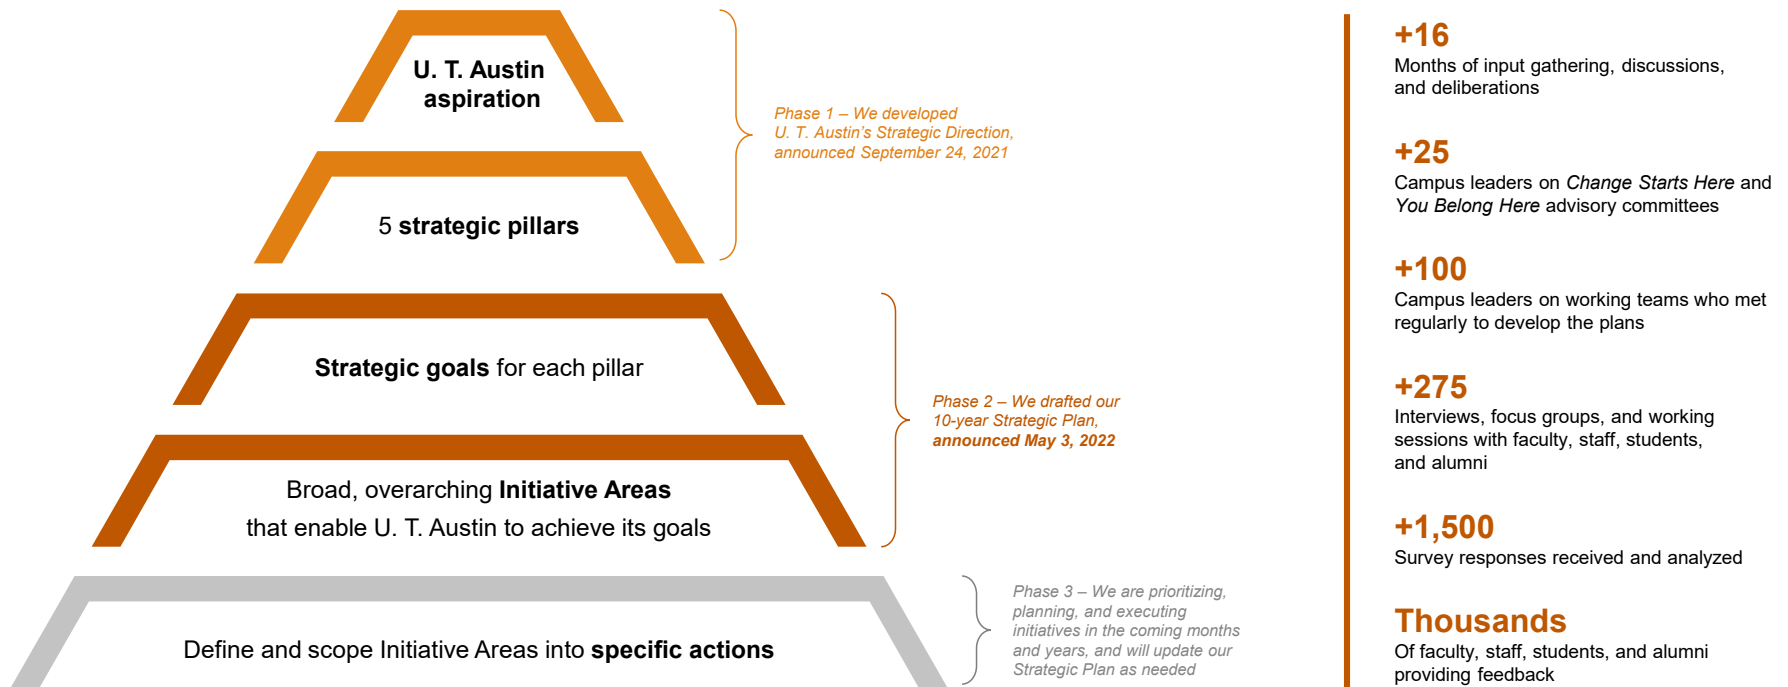 U. T. Austin
aspiration
5 strategic pillars
Phase 1 – We developed
U. T. Austin's Strategic Direction,
announced September 24, 2021
Strategic goals for each pillar
Broad, overarching Initiative Areas
that enable U. T. Austin to achieve its goals
Phase 2 – We drafted our
10-year Strategic Plan,
announced May 3, 2022
Define and scope Initiative Areas into specific actions
Phase 3 – We are prioritizing,
planning, and executing
initiatives in the coming months
and years, and will update our
Strategic Plan as needed
+16
Months of input gathering, discussions,
and deliberations
+25
Campus leaders on Change Starts Here and
You Belong Here advisory committees
+100
Campus leaders on working teams who met
regularly to develop the plans
+275
Interviews, focus groups, and working
sessions with faculty, staff, students,
and alumni
+1,500
Survey responses received and analyzed
Thousands
Of faculty, staff, students, and alumni
providing feedback